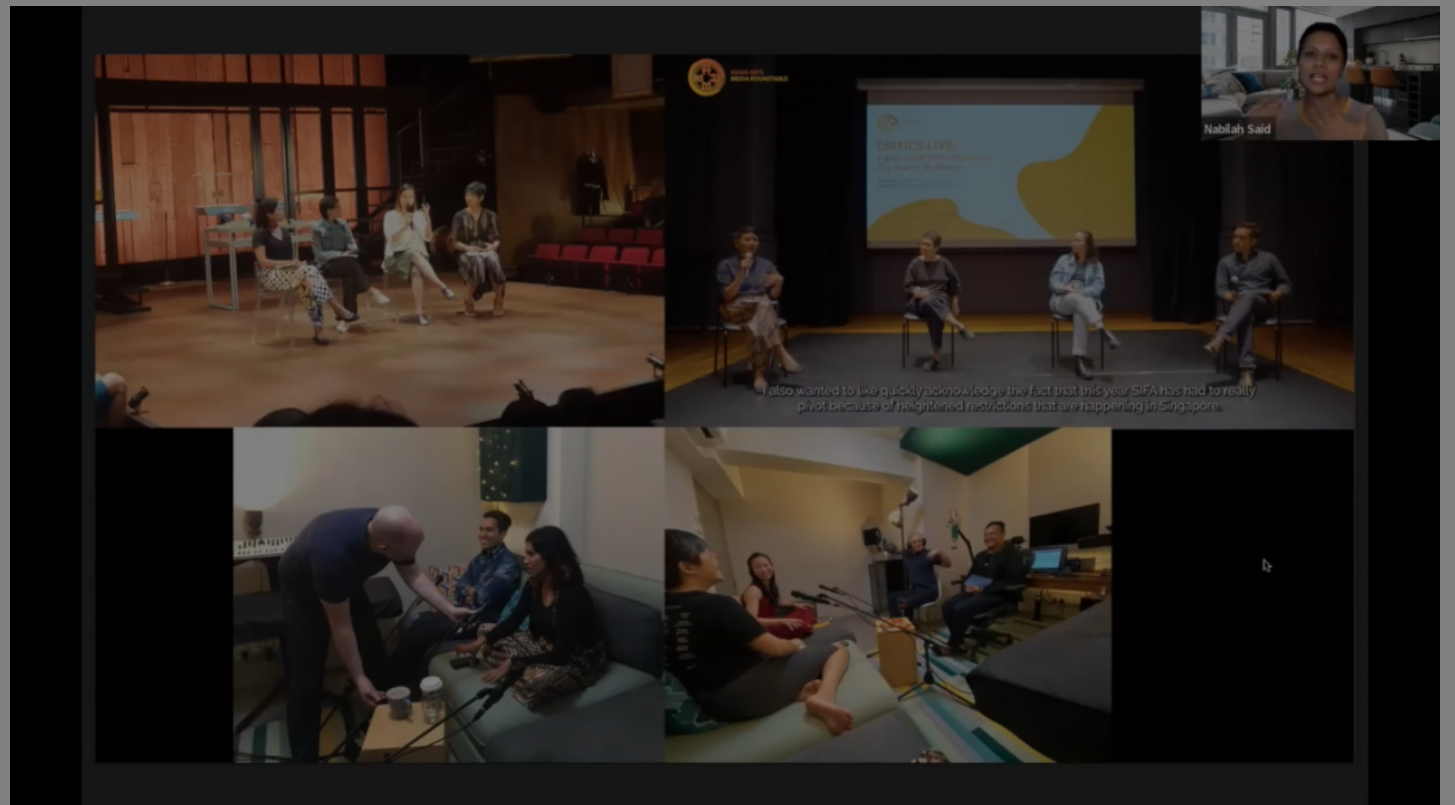 ASIAN ARTS
MEDIA ROUNDTABLE
Nabilah Said
CRITICS LIVE:
I also wanted to like quickly acknowledge the fact that this year SIFA has had to really
pivot because of heightened restrictions that are happening in Singapore.